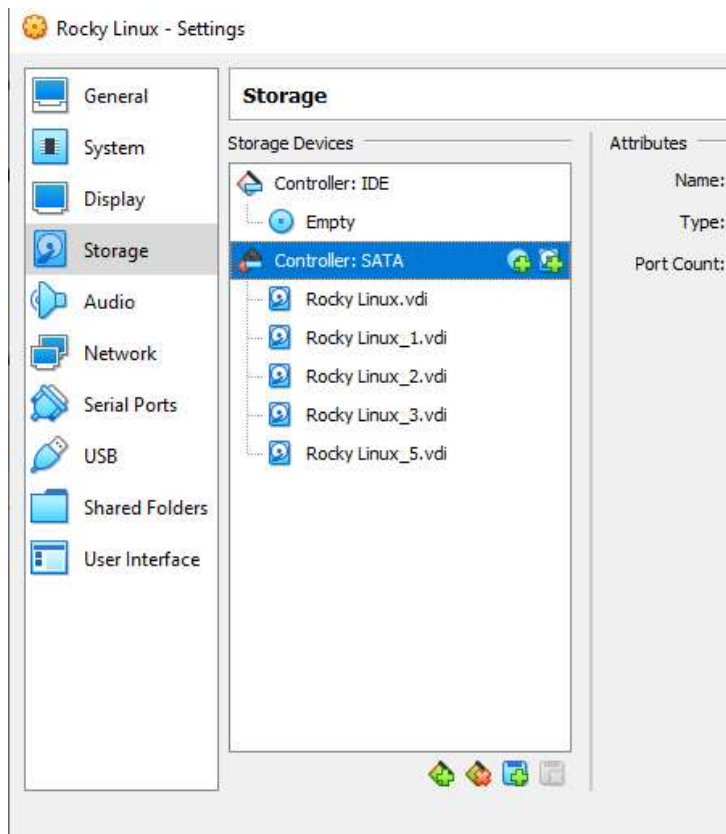 Rocky Linux - Settings
General
System
Display
Storage
Audio
Network
Serial Ports
USB
Shared Folders
User Interface
Storage
Storage Devices
Controller: IDE
Empty
Controller: SATA
Rocky Linux.vdi
Rocky Linux_1.vdi
Rocky Linux_2.vdi
Rocky Linux_3.vdi
Rocky Linux_5.vdi
Attributes
Name:
Type:
Port Count: